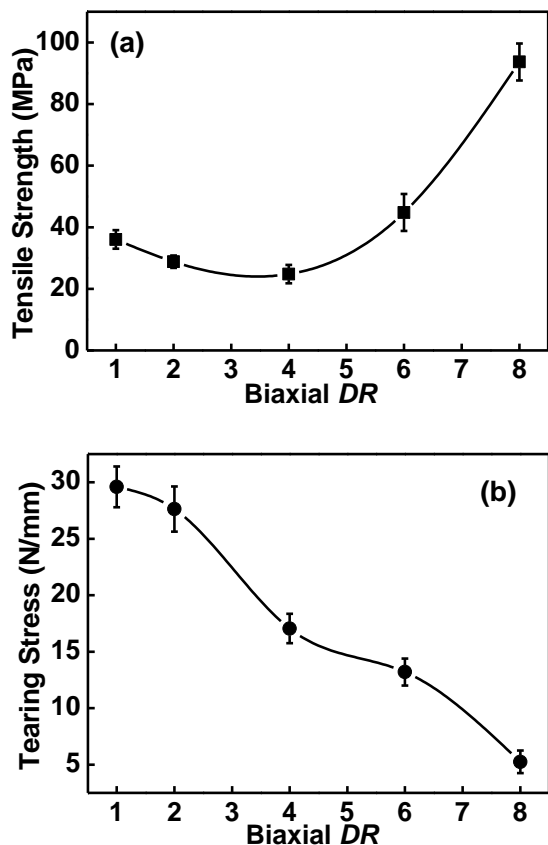 (a)
Tensile Strength (MPa)
100
80
60
40
20
0
1 2 3 4 5 6 7 8
Biaxial DR
(b)
Tearing Stress (N/mm)
30
25
20
15
10
5
1 2 3 4 5 6 7 8
Biaxial DR